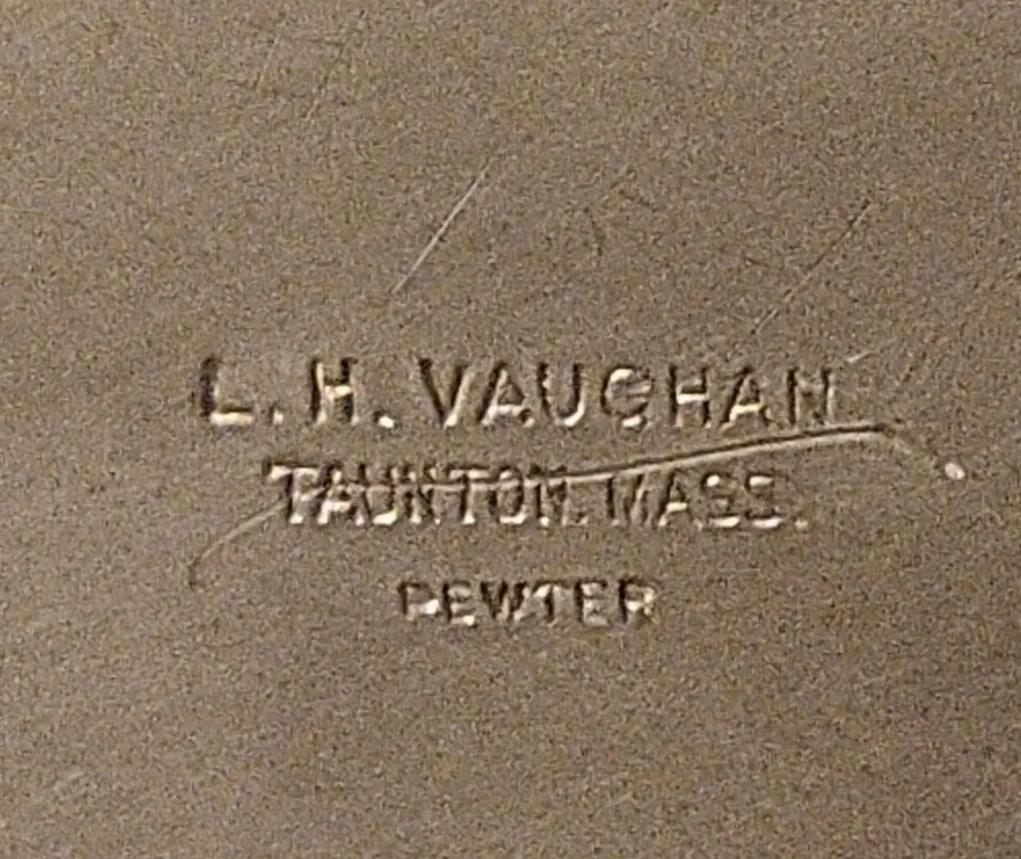 L. H. VAUGHAN
TAUNTON. MASS.
PEWTER